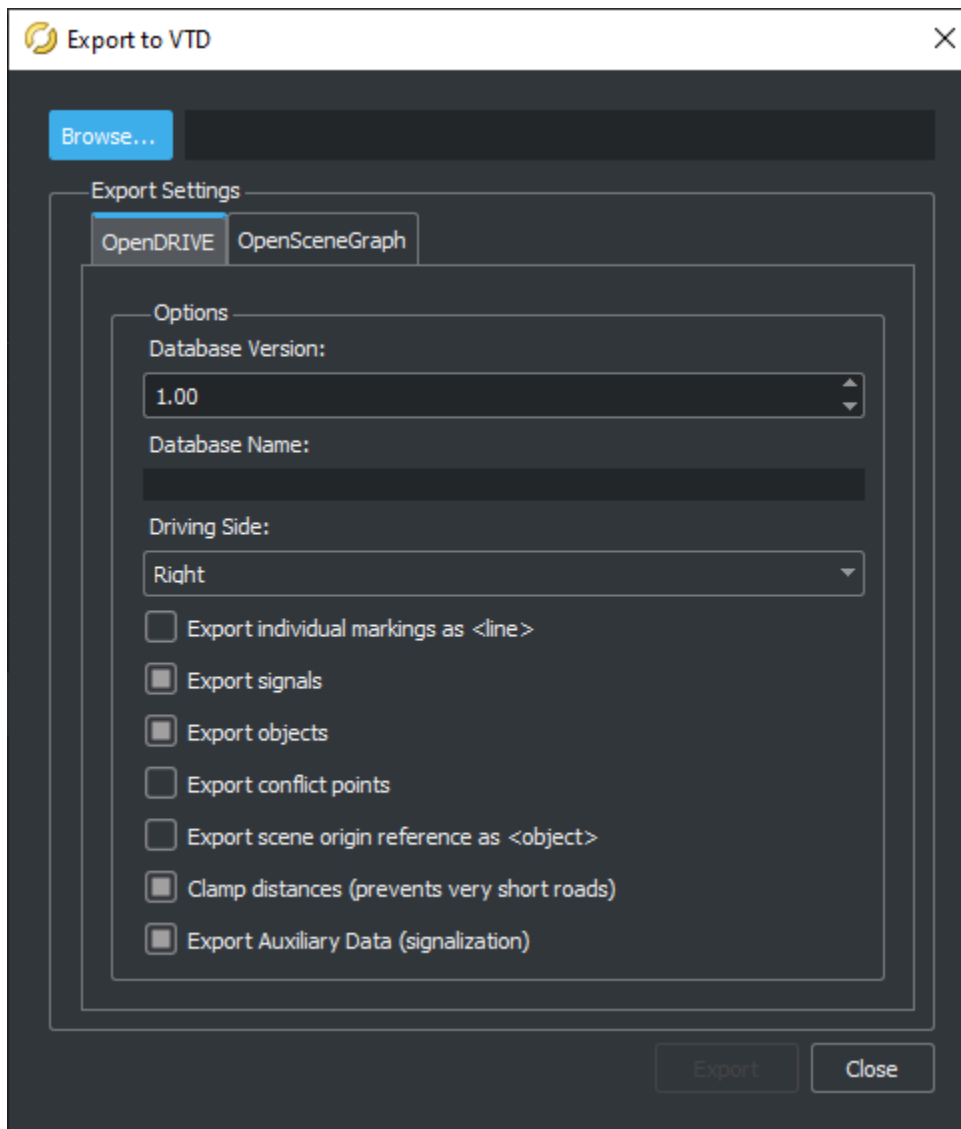 Export to VTD
Browse...
Export Settings
OpenDRIVE
OpenSceneGraph
Options
Database Version:
1.00
Database Name:
Driving Side:
Right
Export individual markings as <line>
Export signals
Export objects
Export conflict points
Export scene origin reference as <object>
Clamp distances (prevents very short roads)
Export Auxiliary Data (signalization)
Export
Close